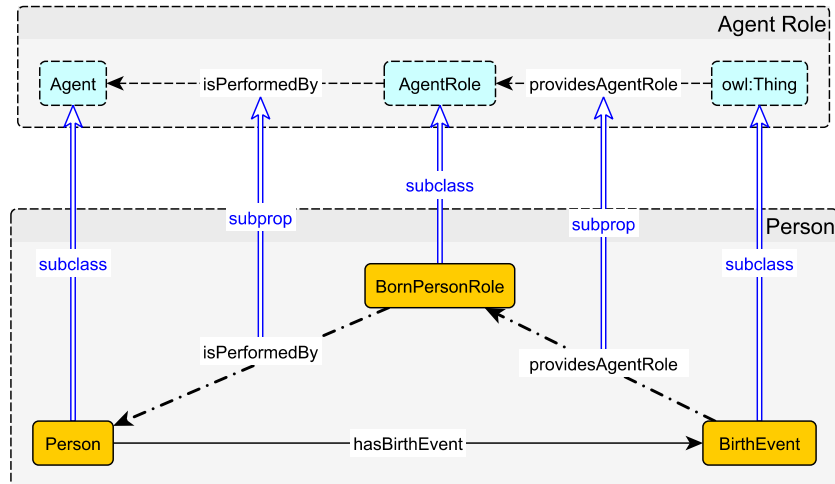 Agent Role
Agent
isPerformedBy
AgentRole
providesAgentRole
owl:Thing
subclass
subprop
subprop
Person
subclass
subclass
BornPersonRole
isPerformedBy
providesAgentRole
Person
hasBirthEvent
BirthEvent